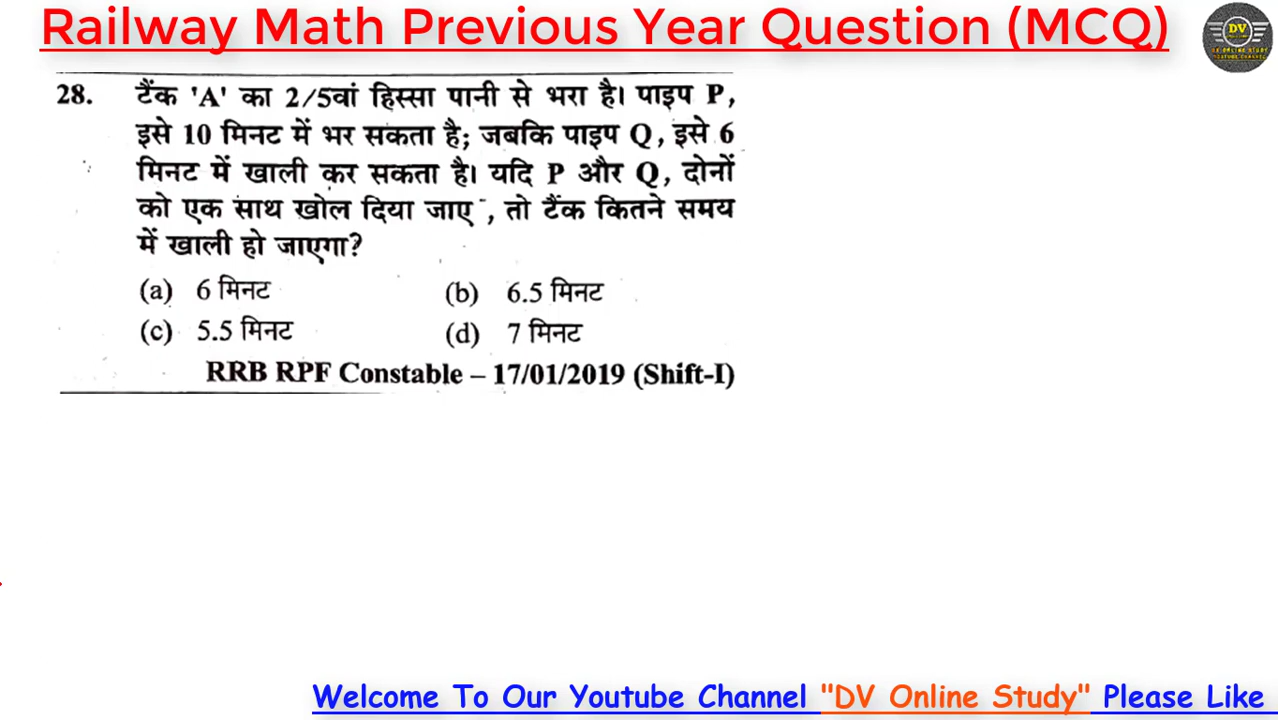 Railway Math Previous Year Question (MCQ)
DV
28. टैंक 'A' का 2/5वां हिस्सा पानी से भरा है। पाइप P,
इसे 10 मिनट में भर सकता है; जबकि पाइप Q, इसे 6
मिनट में खाली कर सकता है। यदि P और Q, दोनों
को एक साथ खोल दिया जाए , तो टैंक कितने समय
में खाली हो जाएगा?
(a) 6 मिनट (b) 6.5 मिनट
(c) 5.5 मिनट (d) 7 मिनट
RRB RPF Constable – 17/01/2019 (Shift-I)
Welcome To Our Youtube Channel "DV Online Study" Please Like